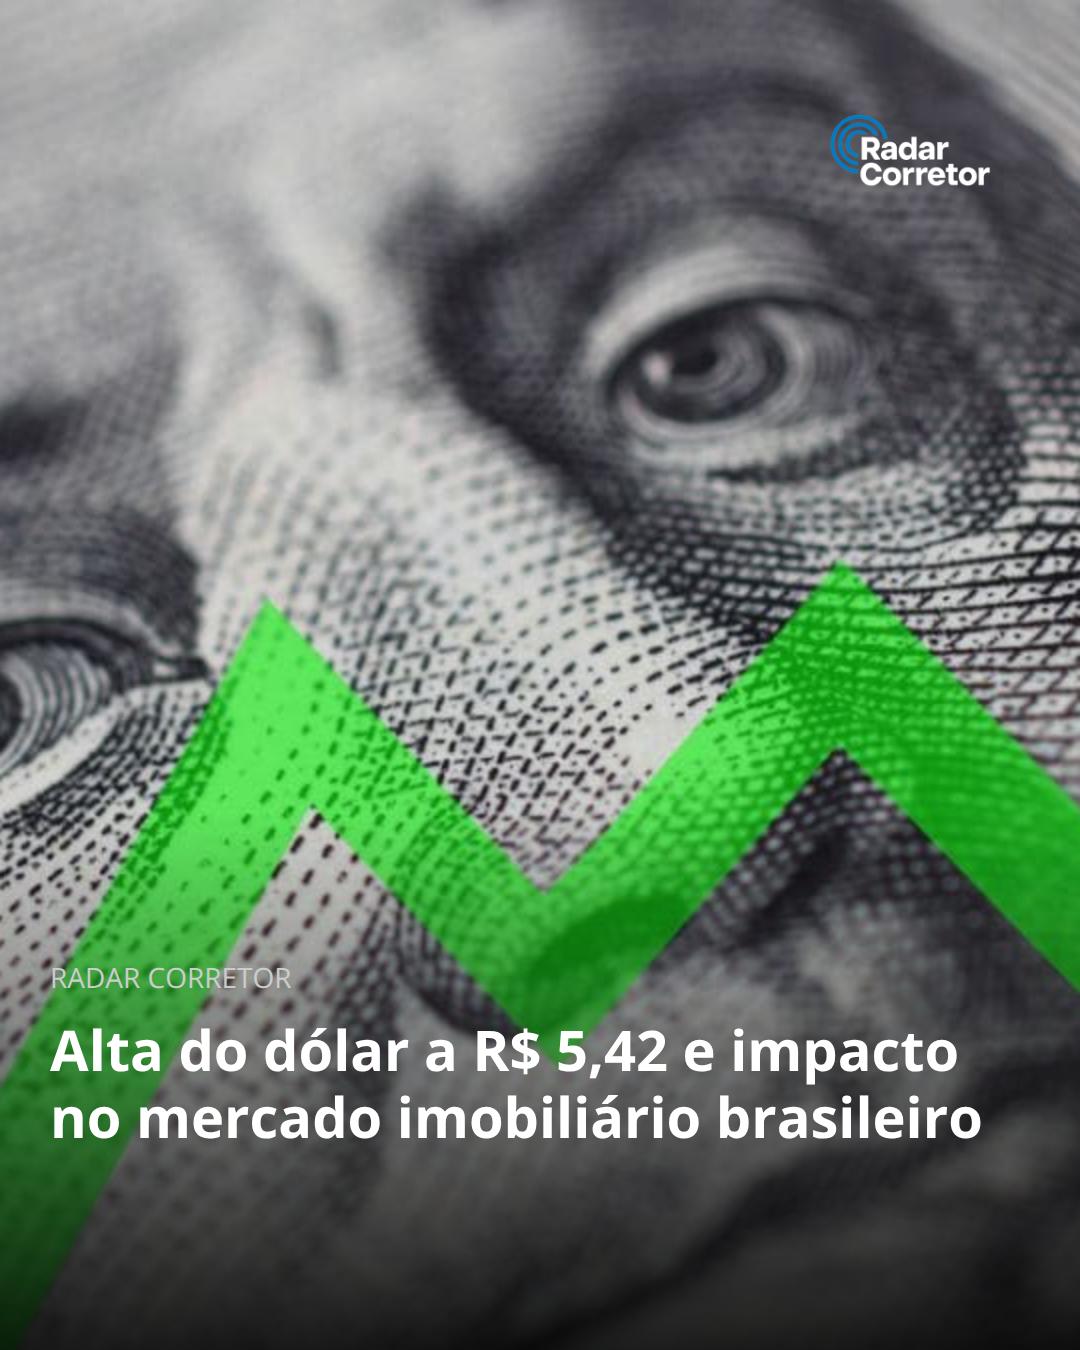 Radar
Corretor
RADAR CORRETOR
Alta do dólar a R$ 5,42 e impacto
no mercado imobiliário brasileiro